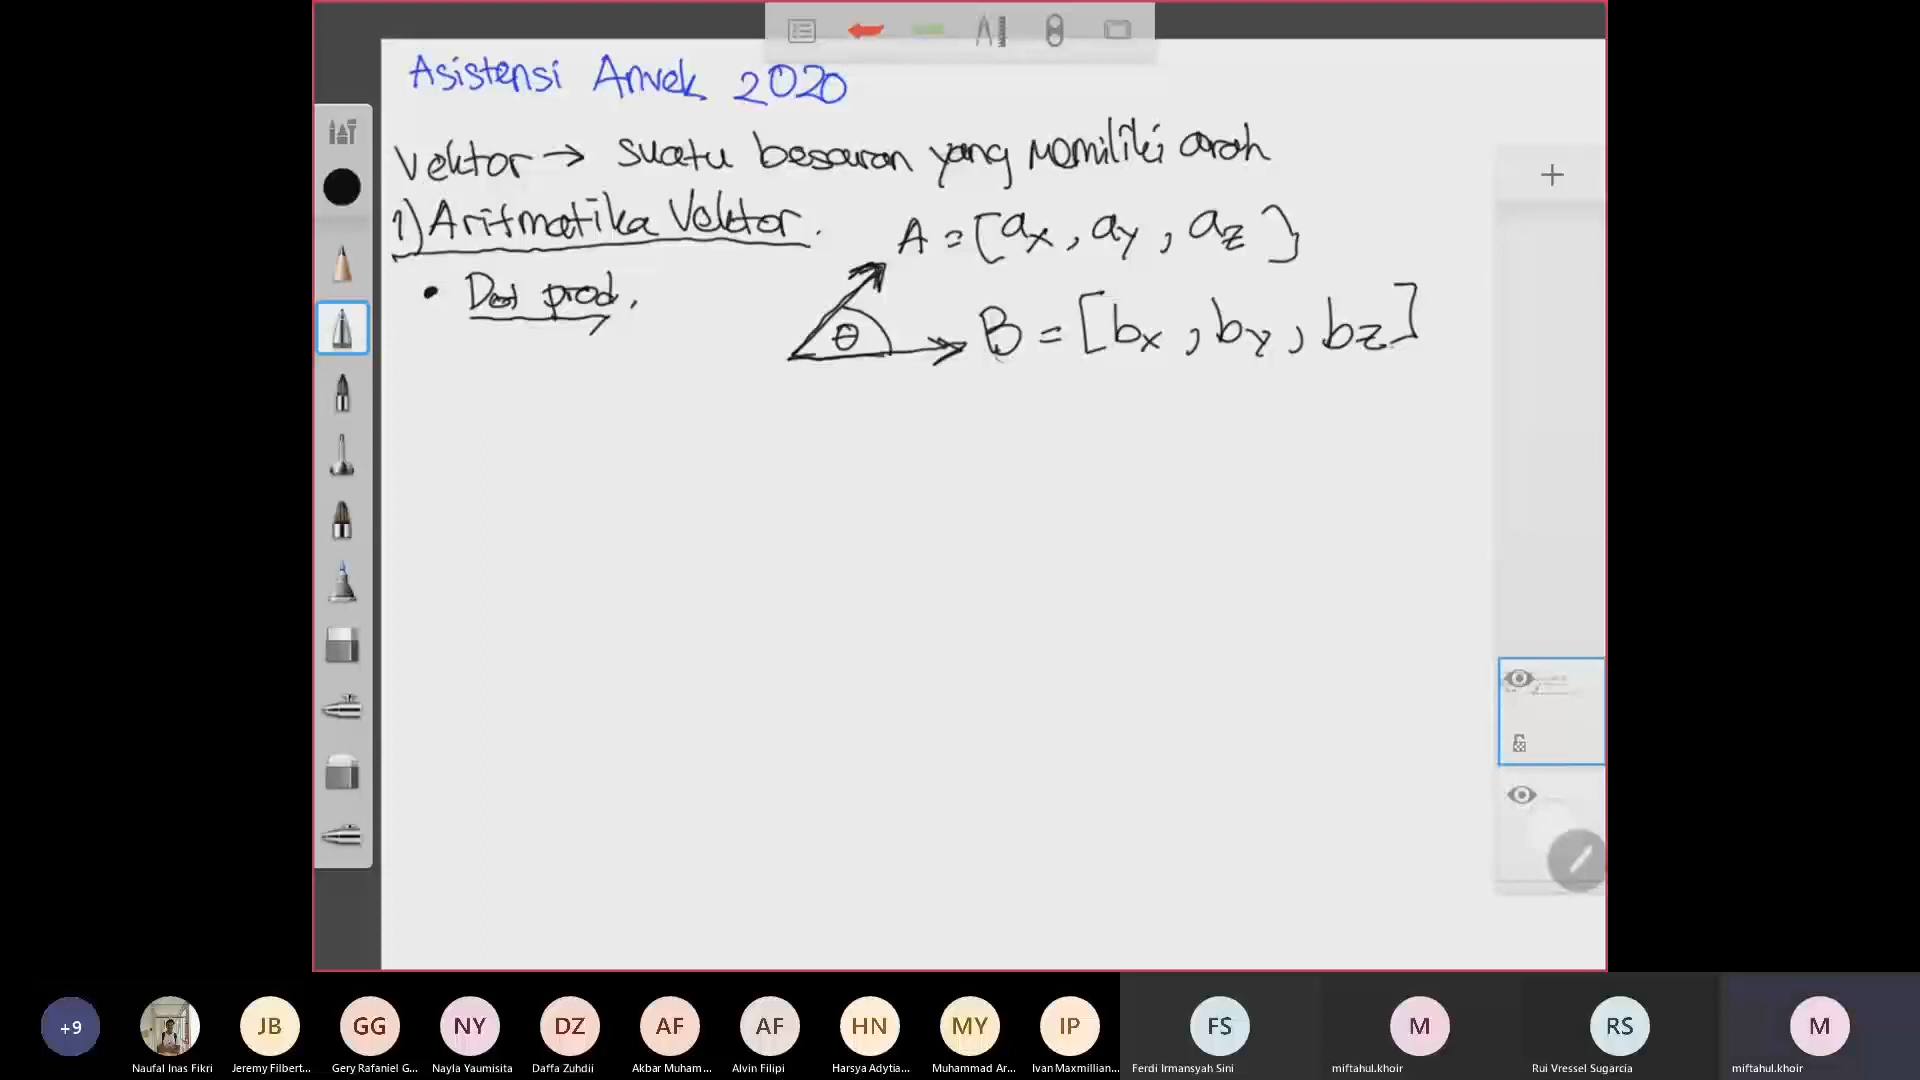 Asistensi Anvek 2020
Vektor → suatu besaran yang memiliki arah
1) Aritmatika Vektor.
A = [ax, ay, az]
• Dot prod.
θ
B = [bx, by, bz]
+9
JB
GG
NY
DZ
AF
AF
HN
MY
IP
FS
M
RS
M
Naufal Inas Fikri
Jeremy Filbert...
Gery Rafaniel G...
Nayla Yaumisita
Daffa Zuhdii
Akbar Muham...
Alvin Filipi
Harsya Adytia...
Muhammad Ar...
Ivan Maxmillian...
Ferdi Irmansyah Sini
miftahul.khoir
Rui Vressel Sugarcia
miftahul.khoir